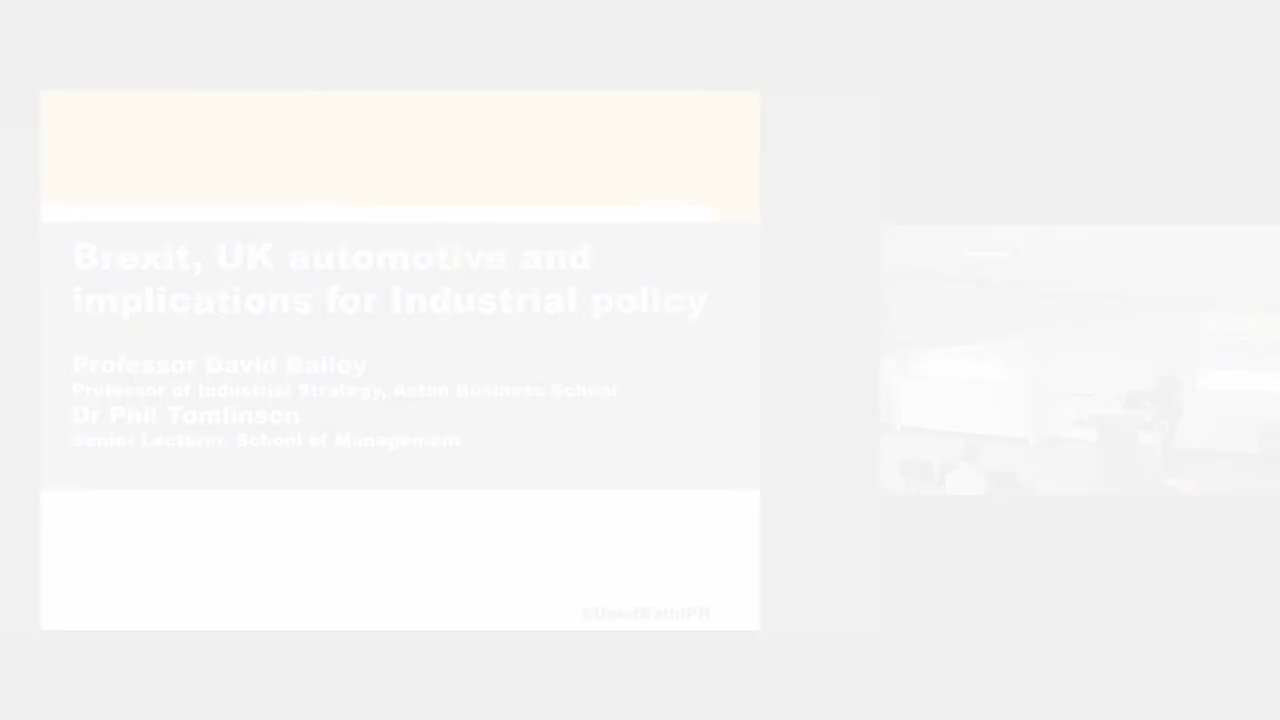 Brexit, UK automotive and
implications for Industrial policy
Professor David Bailey
Professor of Industrial Strategy, Aston Business School
Dr Phil Tomlinson
Senior Lecturer, School of Management
@UniofBathIPR